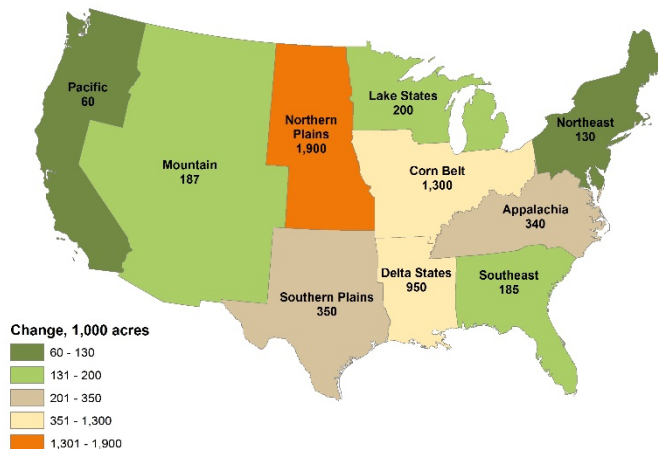 Pacific
60
Mountain
187
Northern
Plains
1,900
Lake States
200
Corn Belt
1,300
Northeast
130
Appalachia
340
Southern Plains
350
Delta States
950
Southeast
185
Change, 1,000 acres
60 - 130
131 - 200
201 - 350
351 - 1,300
1,301 - 1,900